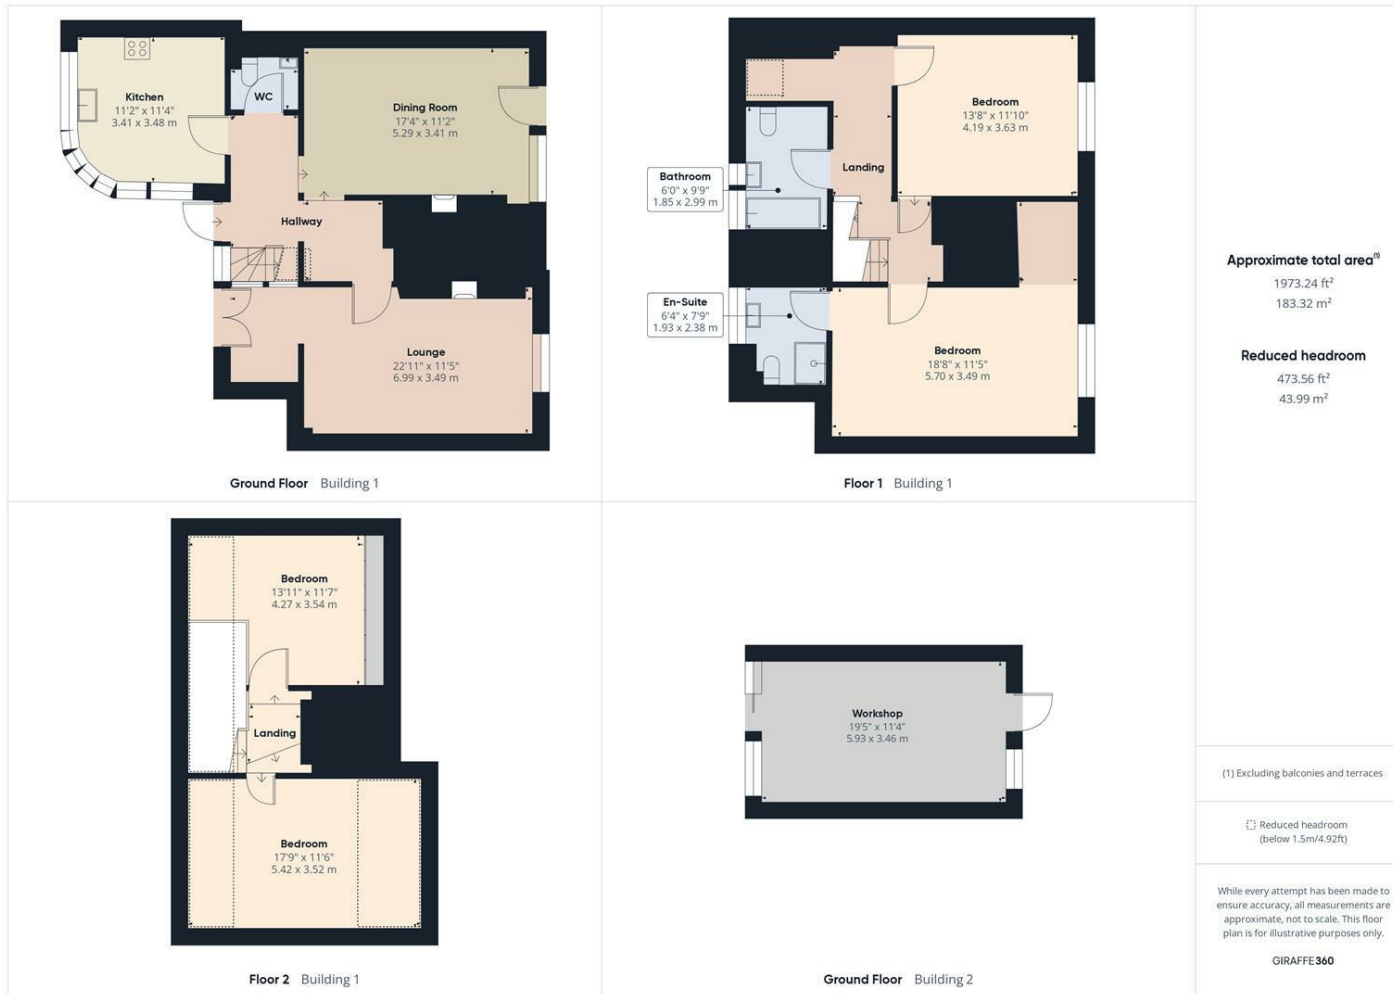 Kitchen
11'2" x 11'4"
3.41 x 3.48 m
WC
Dining Room
17'4" x 11'2"
5.29 x 3.41 m
Hallway
Lounge
22'11" x 11'5"
6.99 x 3.49 m
Ground Floor Building 1
Bedroom
13'8" x 11'10"
4.19 x 3.63 m
Landing
Bathroom
6'0" x 9'9"
1.85 x 2.99 m
En-Suite
6'4" x 7'9"
1.93 x 2.38 m
Bedroom
18'8" x 11'5"
5.70 x 3.49 m
Floor 1 Building 1
Bedroom
13'11" x 11'7"
4.27 x 3.54 m
Landing
Bedroom
17'9" x 11'6"
5.42 x 3.52 m
Floor 2 Building 1
Workshop
19'5" x 11'4"
5.93 x 3.46 m
Ground Floor Building 2
Approximate total area(1)
1973.24 ft²
183.32 m²
Reduced headroom
473.56 ft²
43.99 m²
(1) Excluding balconies and terraces
Reduced headroom
(below 1.5m/4.92ft)
While every attempt has been made to
ensure accuracy, all measurements are
approximate, not to scale. This floor
plan is for illustrative purposes only.
GIRAFFE360